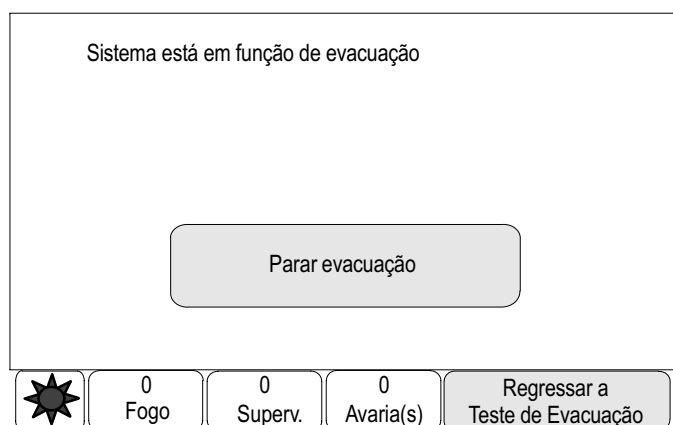 Sistema está em função de evacuação
Parar evacuação
0
Fogo
0
Superv.
0
Avaria(s)
Regressar a
Teste de Evacuação